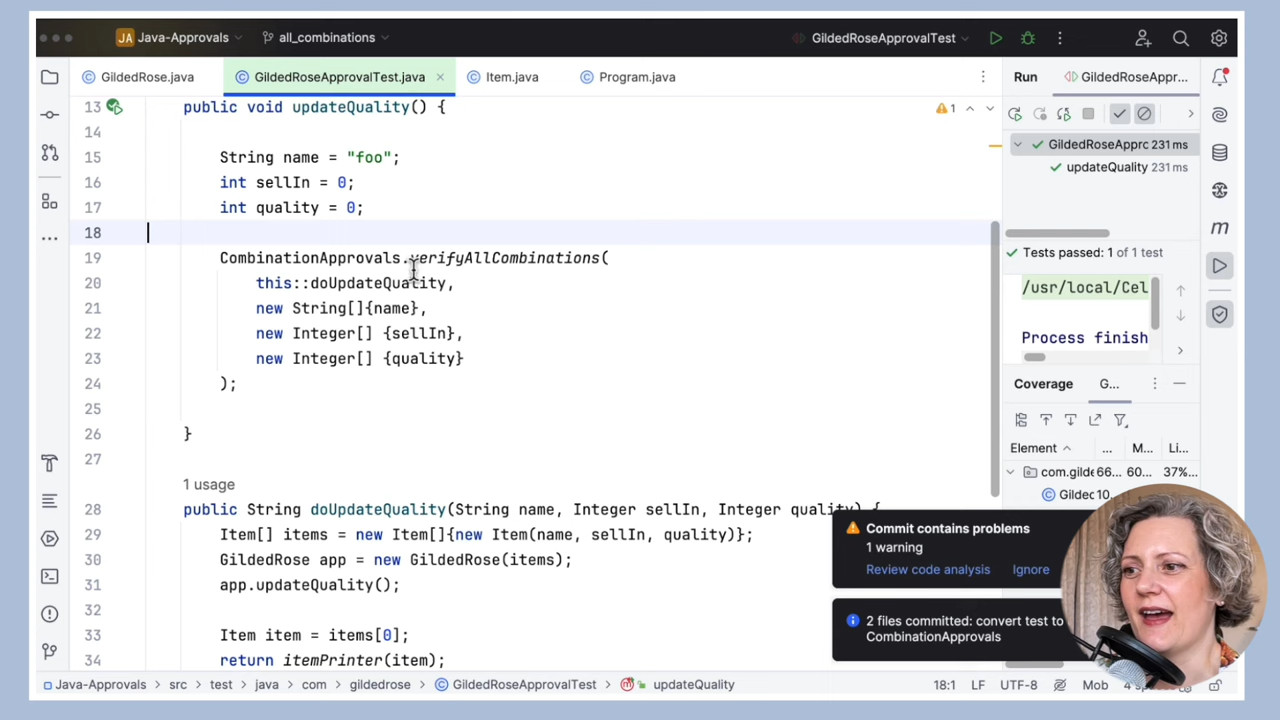 JA Java-Approvals all_combinations GildedRoseApprovalTest
GildedRose.java GildedRoseApprovalTest.java Item.java Program.java Run GildedRoseAppr...
13 public void updateQuality() { 1
14
15 String name = "foo";
16 int sellIn = 0;
17 int quality = 0;
18
19 CombinationApprovals.verifyAllCombinations(
20 this::doUpdateQuality,
21 new String[]{name},
22 new Integer[] {sellIn},
23 new Integer[] {quality}
24 );
25
26 }
27
1 usage
28 public String doUpdateQuality(String name, Integer sellIn, Integer quality) {
29 Item[] items = new Item[]{new Item(name, sellIn, quality)};
30 GildedRose app = new GildedRose(items);
31 app.updateQuality();
32
33 Item item = items[0];
34 return itemPrinter(item);
GildedRoseApprc 231 ms
updateQuality 231 ms
Tests passed: 1 of 1 test
/usr/local/Cel
Process finish
Coverage G...
Element ... M... Li...
com.gilde 66... 60... 37%
Gildec 10...
m
Commit contains problems
1 warning
Review code analysis Ignore
2 files committed: convert test to
CombinationApprovals
Java-Approvals > src > test > java > com > gildedrose > GildedRoseApprovalTest > updateQuality 18:1 LF UTF-8 Mob